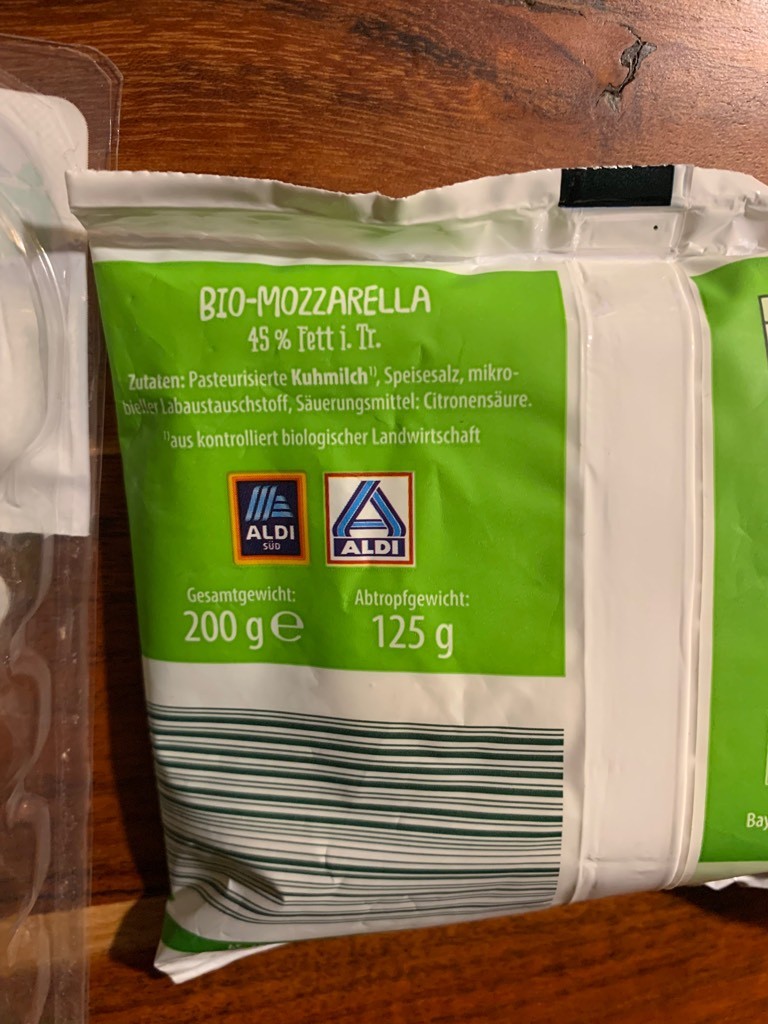 BIO-MOZZARELLA
45 % Fett i. Tr.
Zutaten: Pasteurisierte Kuhmilch¹⁾, Speisesalz, mikro-
bieller Labaustauschstoff, Säuerungsmittel: Citronensäure.
¹⁾aus kontrolliert biologischer Landwirtschaft
ALDI
SÜD
ALDI
Gesamtgewicht:
200 g ℮
Abtropfgewicht:
125 g
Bay